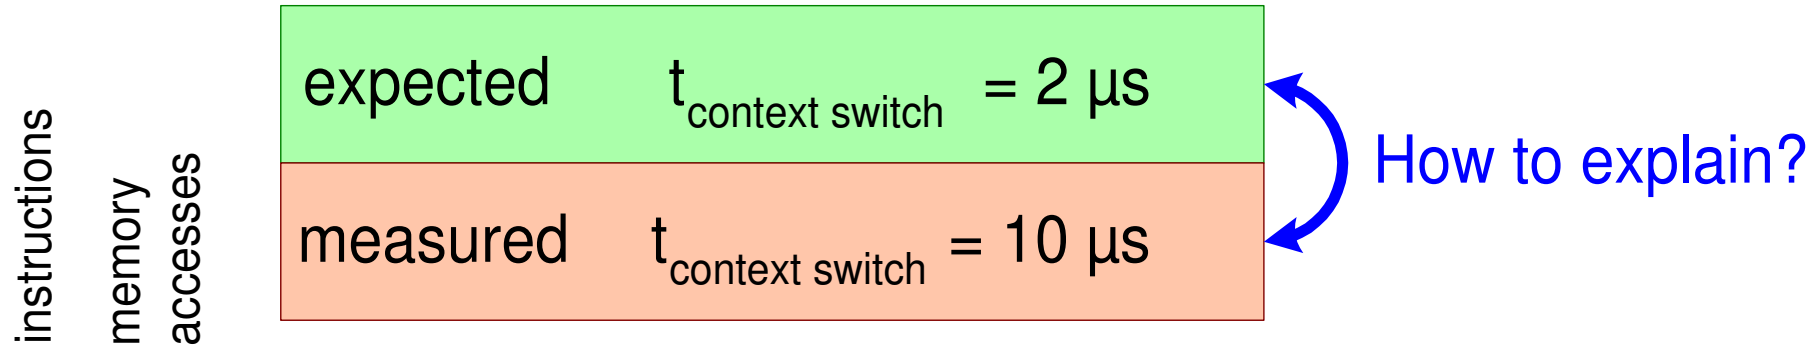 instructions
memory
accesses
expected t context switch = 2 µs
measured t context switch = 10 µs
How to explain?